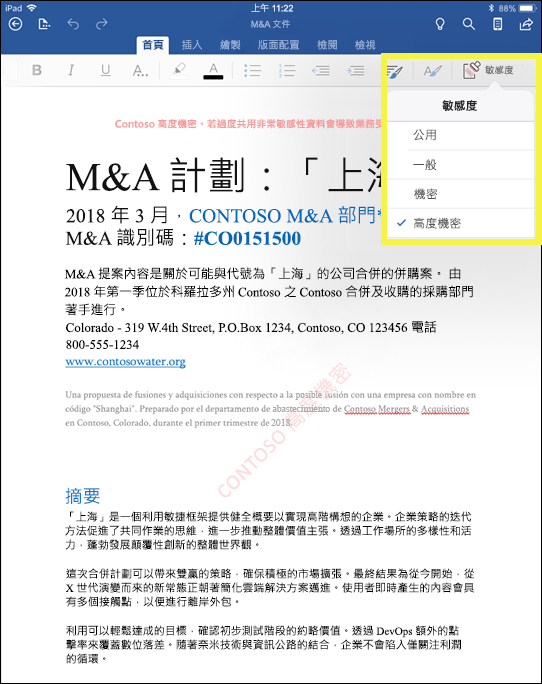 iPad 上午 11:22 88%
M&A 文件
首頁 插入 繪製 版面配置 檢閱 檢視
B I U A.. A A 敏感度
敏感度
公用
一般
機密
高度機密
Contoso 高度機密。若過度共用非常敏感性資料會導致業務受
M&A 計劃：「上海
2018 年 3 月，CONTOSO M&A 部門*
M&A 識別碼：#CO0151500
M&A 提案內容是關於可能與代號為「上海」的公司合併的併購案。 由
2018 年第一季位於科羅拉多州 Contoso 之 Contoso 合併及收購的採購部門
著手進行。
Colorado - 319 W.4th Street, P.O.Box 1234, Contoso, CO 123456 電話
800-555-1234
www.contosowater.org
Una propuesta de fusiones y adquisiciones con respecto a la posible fusión con una empresa con nombre en
código "Shanghai". Preparado por el departamento de abastecimiento de Contoso Mergers & Acquisitions
en Contoso, Colorado, durante el primer trimestre de 2018.
CONTOSO 高度機密
摘要
「上海」是一個利用敏捷框架提供健全概要以實現高階構想的企業。企業策略的迭代
方法促進了共同作業的思維，進一步推動整體價值主張。透過工作場所的多樣性和活
力，蓬勃發展顛覆性創新的整體世界觀。
這次合併計劃可以帶來雙贏的策略，確保積極的市場擴張。最終結果為從今開始，從
X 世代演變而來的新常態正朝著簡化雲端解決方案邁進。使用者即時產生的內容會具
有多個接觸點，以便進行離岸外包。
利用可以輕鬆達成的目標，確認初步測試階段的約略價值。透過 DevOps 額外的點
擊率來覆蓋數位落差。隨著奈米技術與資訊公路的結合，企業不會陷入僅關注利潤
的循環。